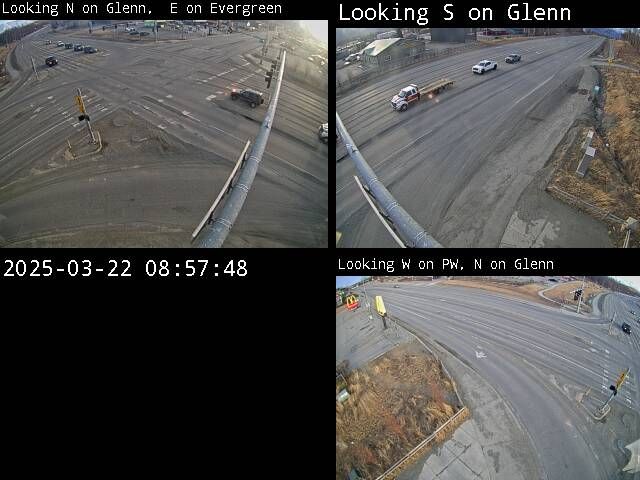 Looking N on Glenn,  E on Evergreen
Looking S on Glenn
2025-03-22 08:57:48
Looking W on PW, N on Glenn